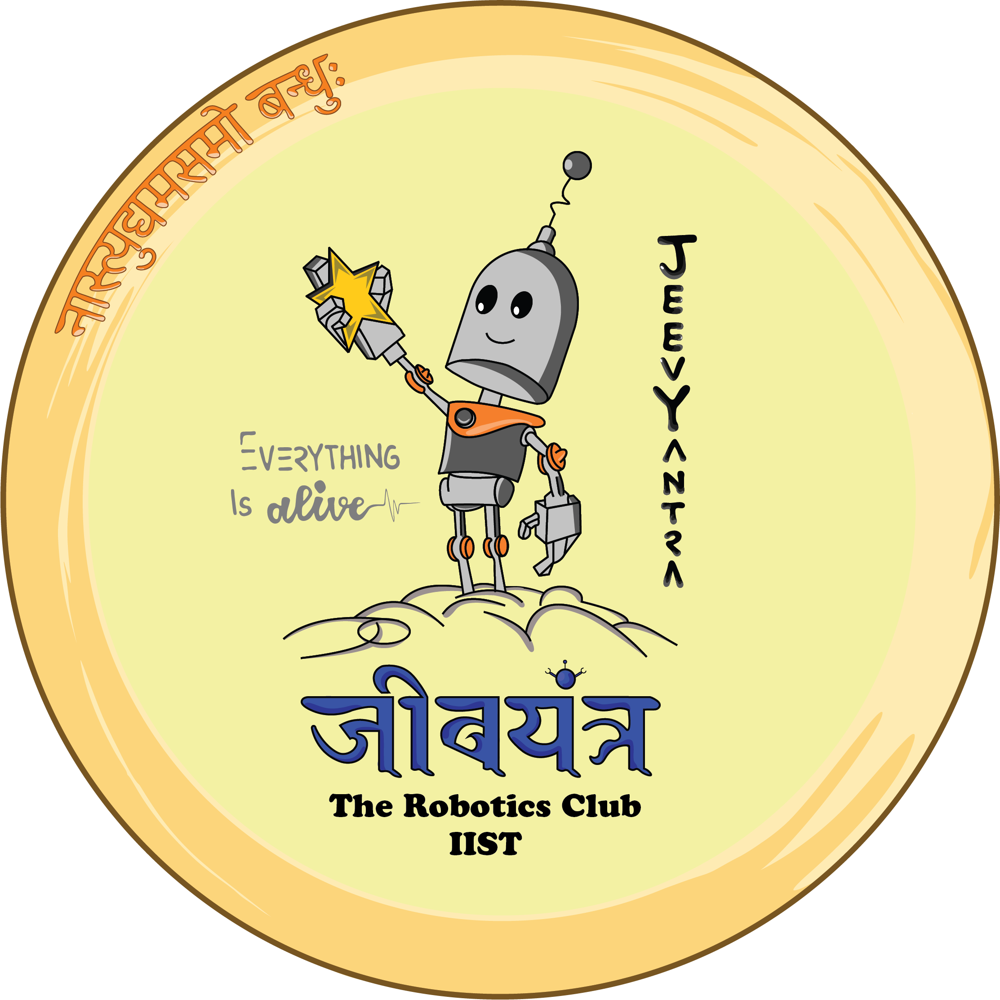 नास्त्युद्यमसमो बन्धुः
JEEVYANTRA
EVERYTHING
Is alive
जीवयंत्र
The Robotics Club
IIST